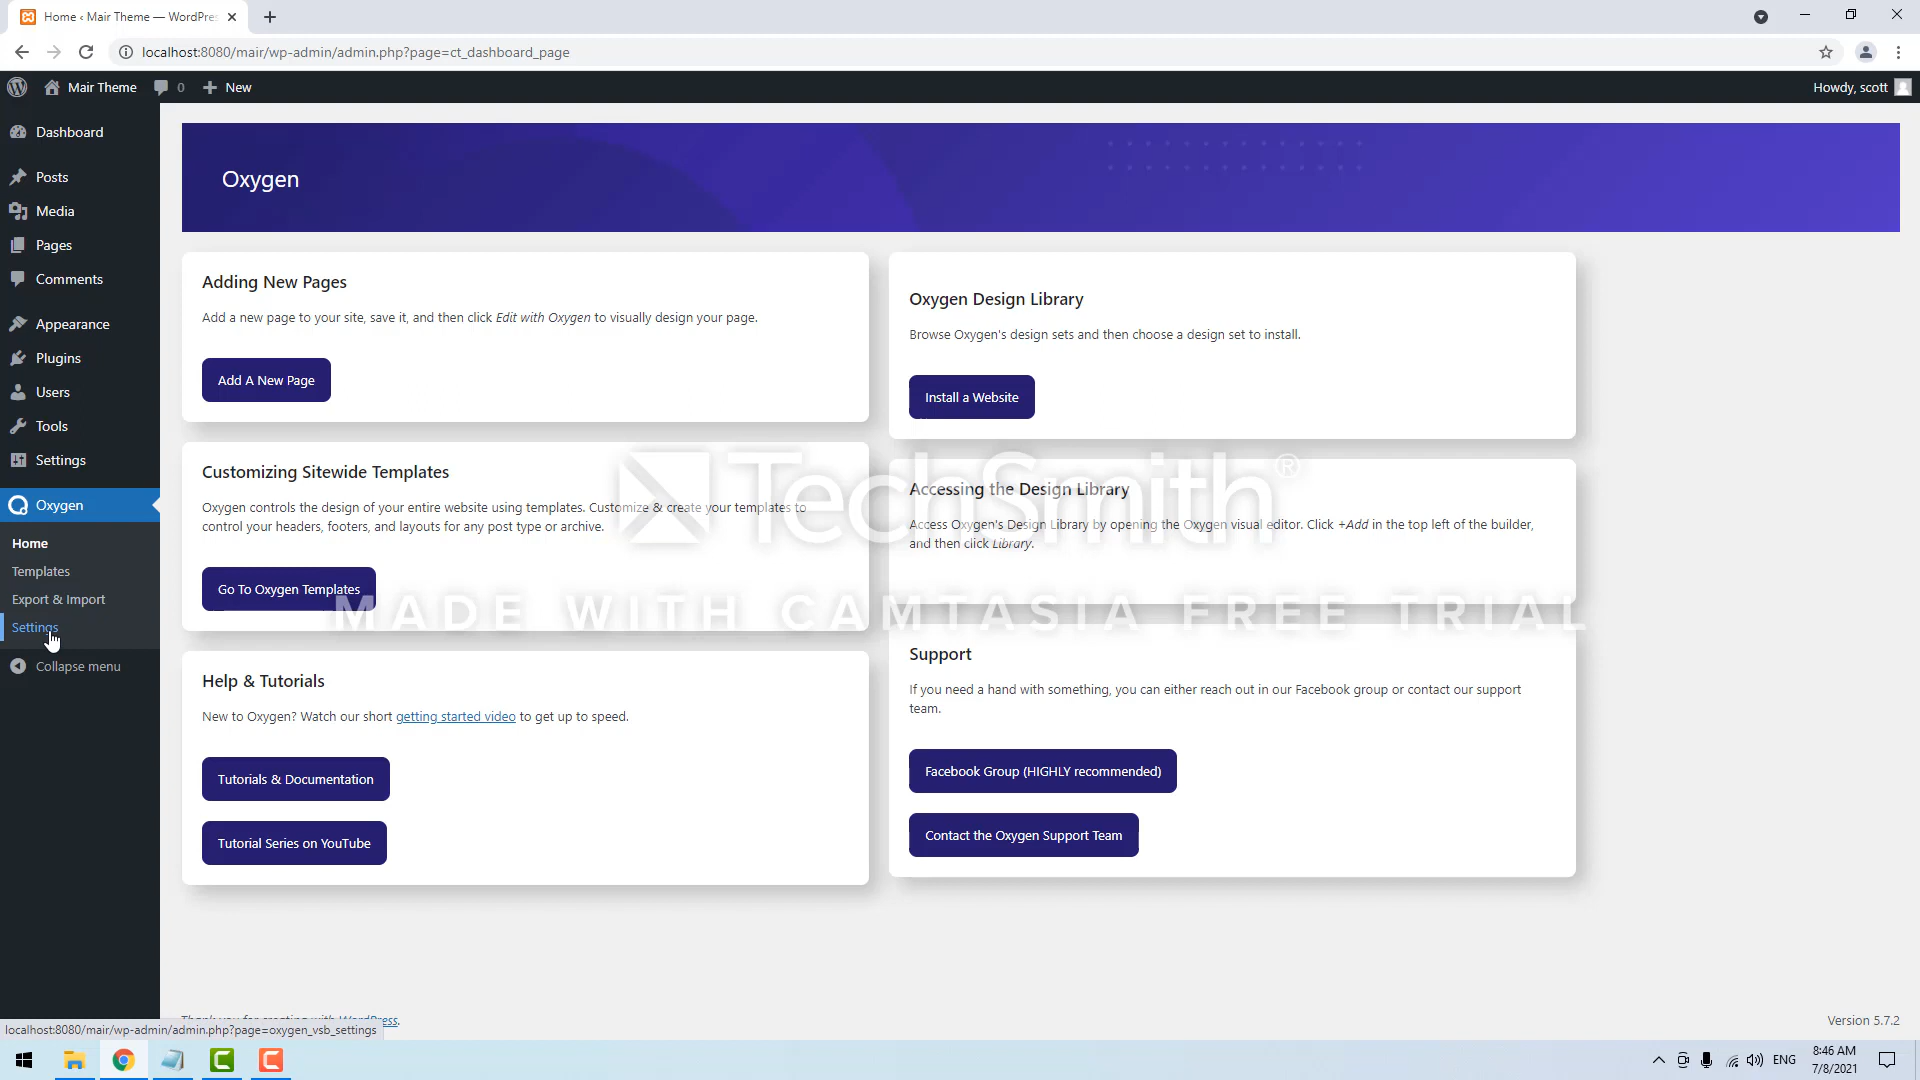 Home ‹ Mair Theme — WordPres
localhost:8080/mair/wp-admin/admin.php?page=ct_dashboard_page
Mair Theme
0
New
Howdy, scott
Dashboard
Posts
Media
Pages
Comments
Appearance
Plugins
Users
Tools
Settings
Oxygen
Home
Templates
Export & Import
Settings
Collapse menu
Oxygen
Adding New Pages
Add a new page to your site, save it, and then click Edit with Oxygen to visually design your page.
Add A New Page
Customizing Sitewide Templates
Oxygen controls the design of your entire website using templates. Customize & create your templates to
control your headers, footers, and layouts for any post type or archive.
Go To Oxygen Templates
Help & Tutorials
New to Oxygen? Watch our short getting started video to get up to speed.
Tutorials & Documentation
Tutorial Series on YouTube
Oxygen Design Library
Browse Oxygen's design sets and then choose a design set to install.
Install a Website
Accessing the Design Library
Access Oxygen's Design Library by opening the Oxygen visual editor. Click +Add in the top left of the builder,
and then click Library.
Support
If you need a hand with something, you can either reach out in our Facebook group or contact our support
team.
Facebook Group (HIGHLY recommended)
Contact the Oxygen Support Team
TechSmith®
MADE WITH CAMTASIA FREE TRIAL
Thank you for creating with WordPress.
Version 5.7.2
localhost:8080/mair/wp-admin/admin.php?page=oxygen_vsb_settings
ENG
8:46 AM
7/8/2021